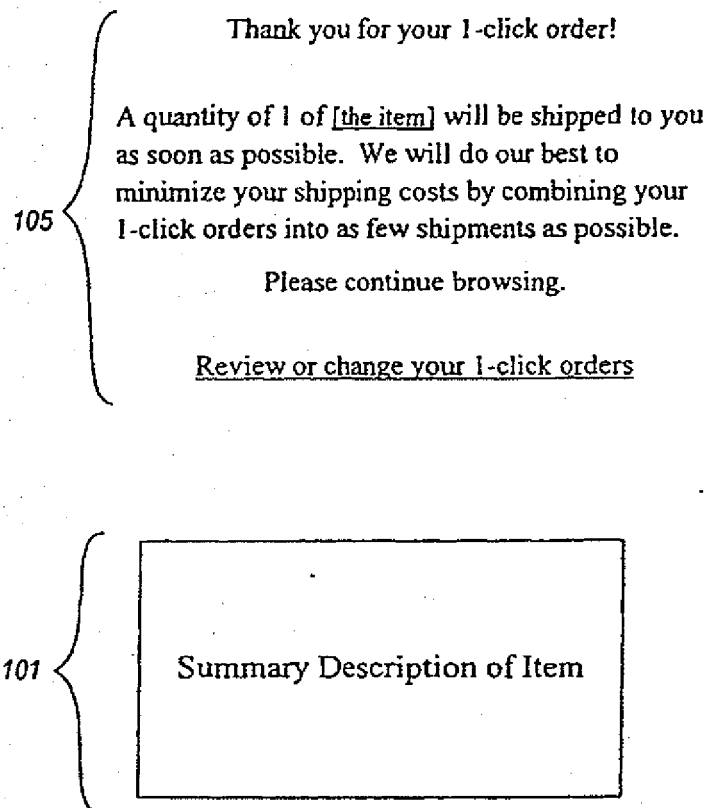 Thank you for your 1-click order!
A quantity of 1 of [the item] will be shipped to you
as soon as possible. We will do our best to
minimize your shipping costs by combining your
1-click orders into as few shipments as possible.
105
Please continue browsing.
Review or change your 1-click orders
101
Summary Description of Item